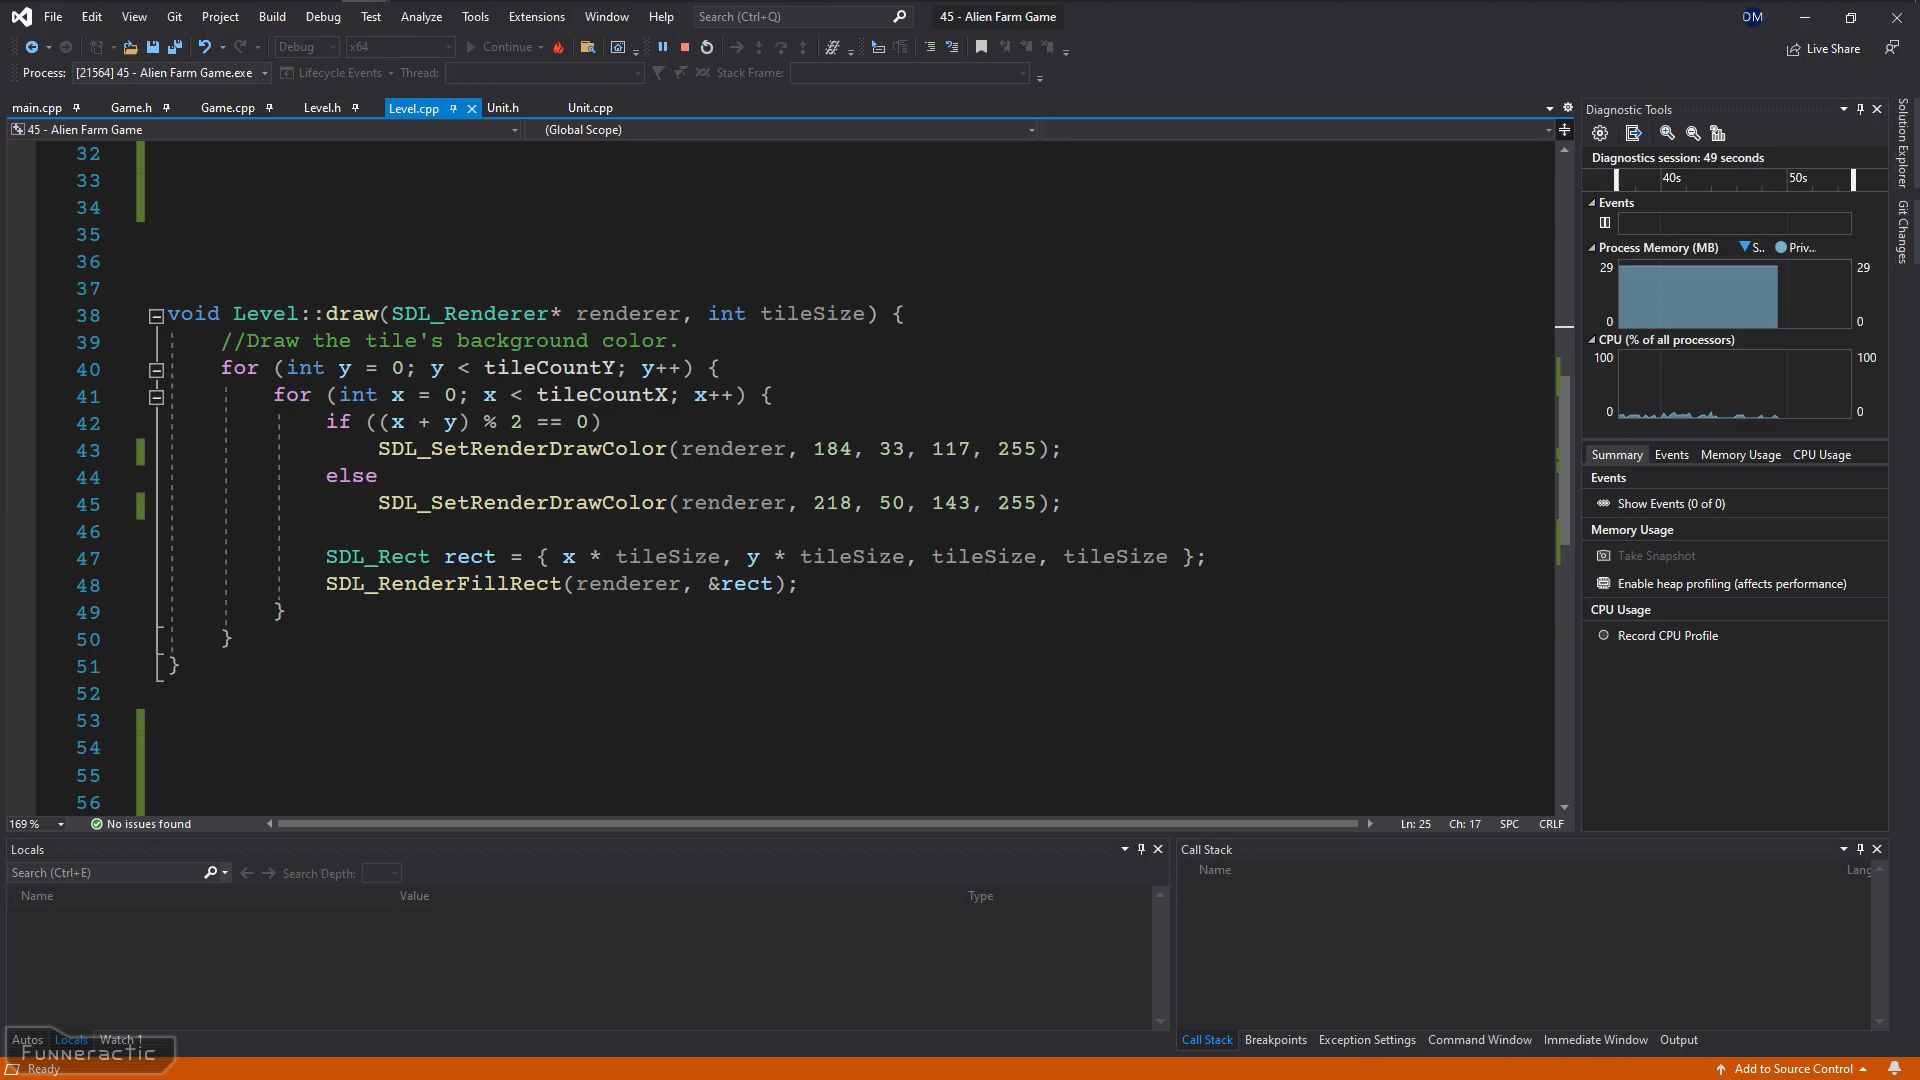 File Edit View Git Project Build Debug Test Analyze Tools Extensions Window Help Search (Ctrl+Q) 45 - Alien Farm Game DM
Debug x64 Continue Live Share
Process: [21564] 45 - Alien Farm Game.exe Lifecycle Events Thread: Stack Frame:
main.cpp Game.h Game.cpp Level.h Level.cpp Unit.h Unit.cpp
45 - Alien Farm Game (Global Scope)
32
33
34
35
36
37
38 void Level::draw(SDL_Renderer* renderer, int tileSize) {
39 //Draw the tile's background color.
40 for (int y = 0; y < tileCountY; y++) {
41 for (int x = 0; x < tileCountX; x++) {
42 if ((x + y) % 2 == 0)
43 SDL_SetRenderDrawColor(renderer, 184, 33, 117, 255);
44 else
45 SDL_SetRenderDrawColor(renderer, 218, 50, 143, 255);
46
47 SDL_Rect rect = { x * tileSize, y * tileSize, tileSize, tileSize };
48 SDL_RenderFillRect(renderer, &rect);
49 }
50 }
51 }
52
53
54
55
56
169 % No issues found Ln: 25 Ch: 17 SPC CRLF
Diagnostic Tools
Diagnostics session: 49 seconds
40s 50s
Events
Process Memory (MB) S.. Priv...
29 29
0 0
CPU (% of all processors)
100 100
0 0
Summary Events Memory Usage CPU Usage
Events
Show Events (0 of 0)
Memory Usage
Take Snapshot
Enable heap profiling (affects performance)
CPU Usage
Record CPU Profile
Solution Explorer
Git Changes
Locals
Search (Ctrl+E) Search Depth:
Name Value Type
Autos Locals Watch 1
Call Stack
Name Lang
Call Stack Breakpoints Exception Settings Command Window Immediate Window Output
Funneractic
Ready Add to Source Control